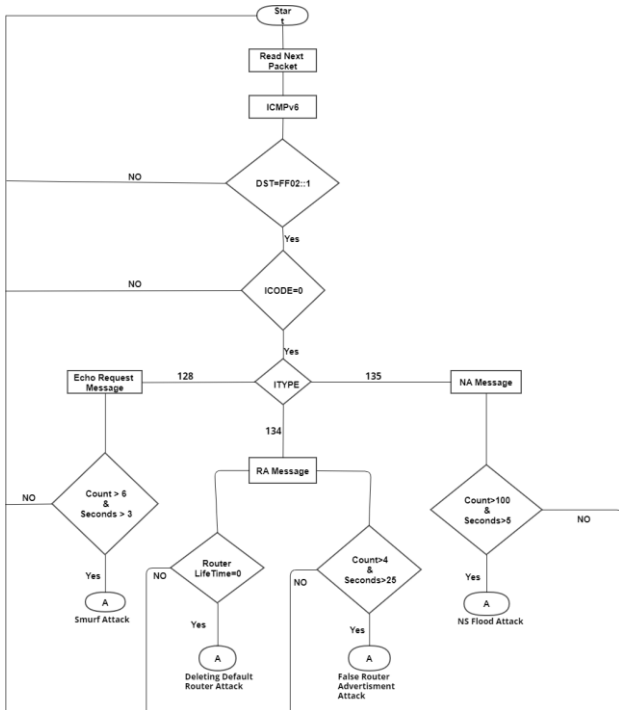 Star
t
Read Next
Packet
ICMPv6
NO
DST=FF02::1
Yes
NO
ICODE=0
Yes
Echo Request
Message
128
ITYPE
135
NA Message
134
RA Message
NO
Count > 6
&
Seconds > 3
Count>100
&
Seconds>5
NO
Router
LifeTime=0
NO
Count>4
&
Seconds>25
NO
Yes
A
Smurf Attack
Yes
A
NS Flood Attack
Yes
A
Deleting Default
Router Attack
Yes
A
False Router
Advertisment
Attack